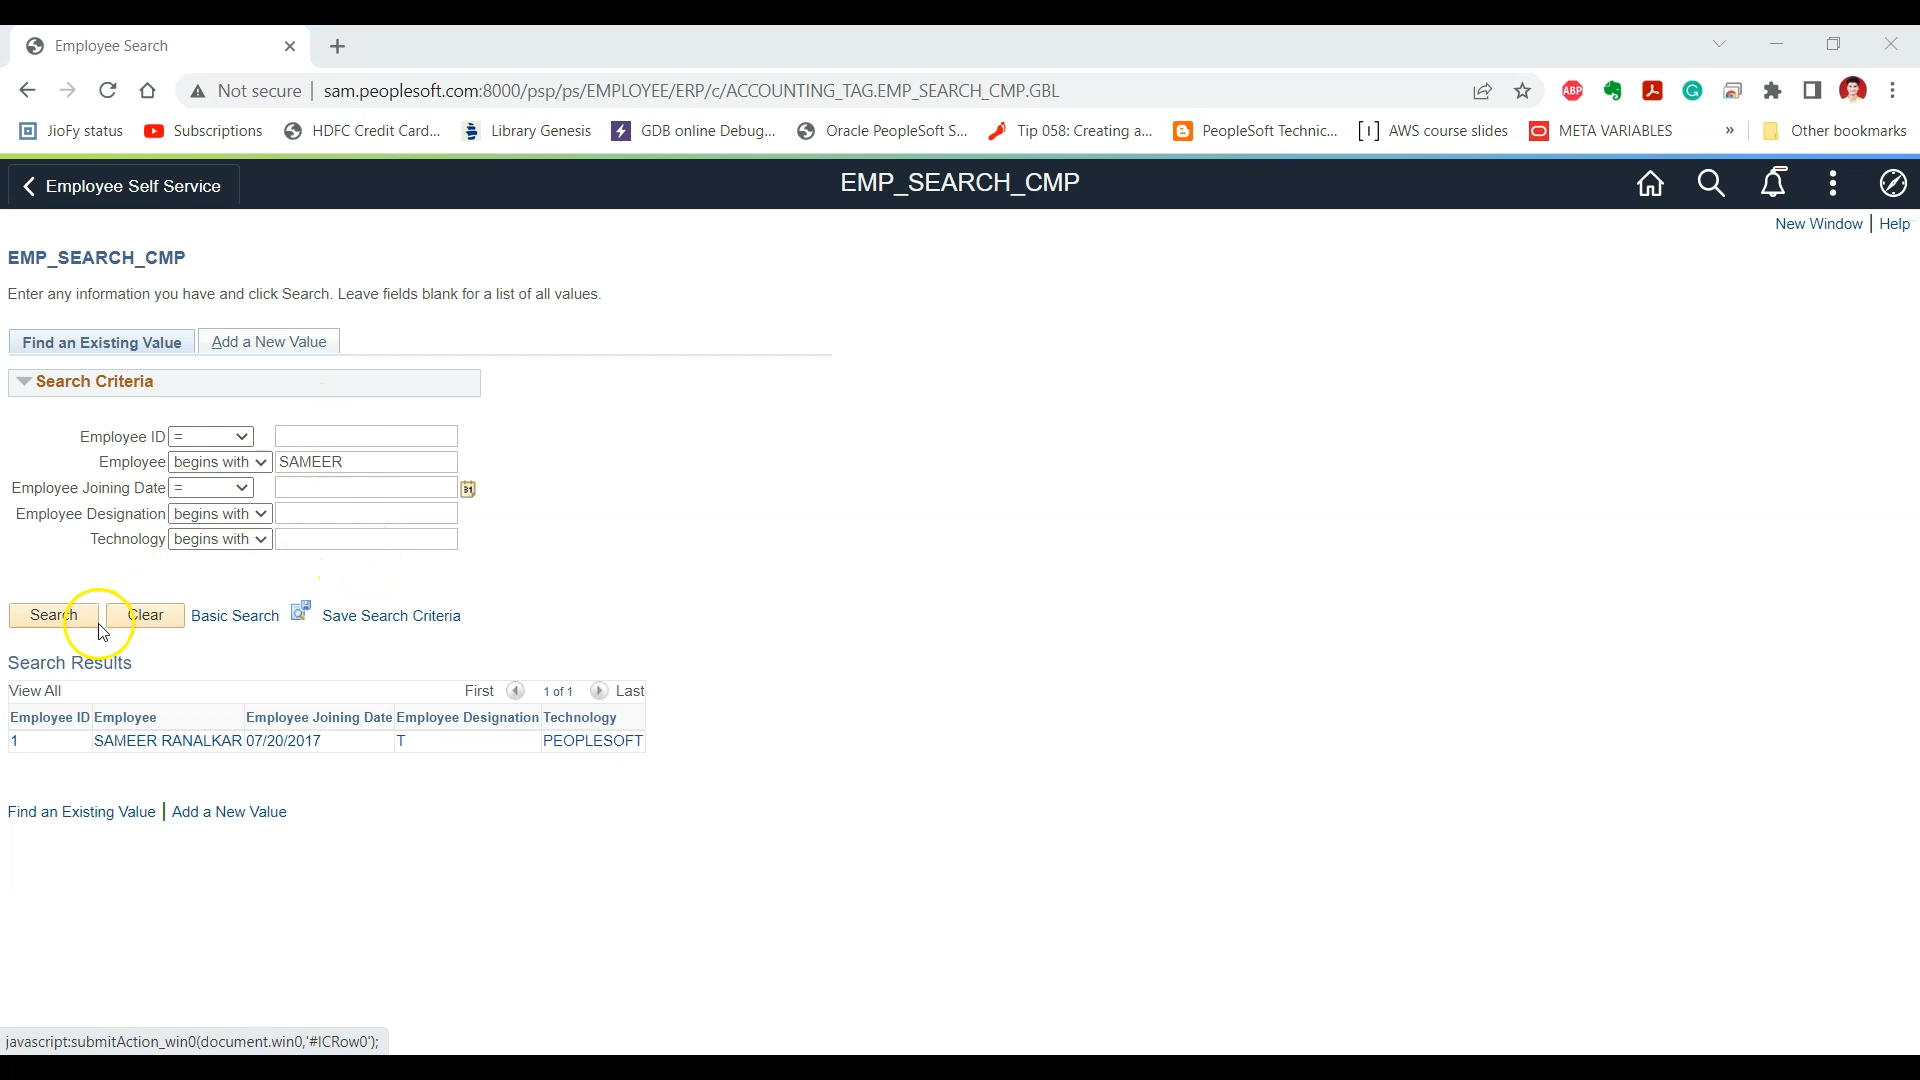 Employee Search
Not secure | sam.peoplesoft.com:8000/psp/ps/EMPLOYEE/ERP/c/ACCOUNTING_TAG.EMP_SEARCH_CMP.GBL
ABP
JioFy status Subscriptions HDFC Credit Card... Library Genesis GDB online Debug... Oracle PeopleSoft S... Tip 058: Creating a... PeopleSoft Technic... AWS course slides META VARIABLES » Other bookmarks
Employee Self Service EMP_SEARCH_CMP
New Window | Help
EMP_SEARCH_CMP
Enter any information you have and click Search. Leave fields blank for a list of all values.
Find an Existing Value Add a New Value
Search Criteria
Employee ID =
Employee begins with SAMEER
Employee Joining Date = 31
Employee Designation begins with
Technology begins with
Search Clear Basic Search Save Search Criteria
Search Results
View All First 1 of 1 Last
Employee ID Employee Employee Joining Date Employee Designation Technology
1 SAMEER RANALKAR 07/20/2017 T PEOPLESOFT
Find an Existing Value | Add a New Value
javascript:submitAction_win0(document.win0,'#ICRow0');